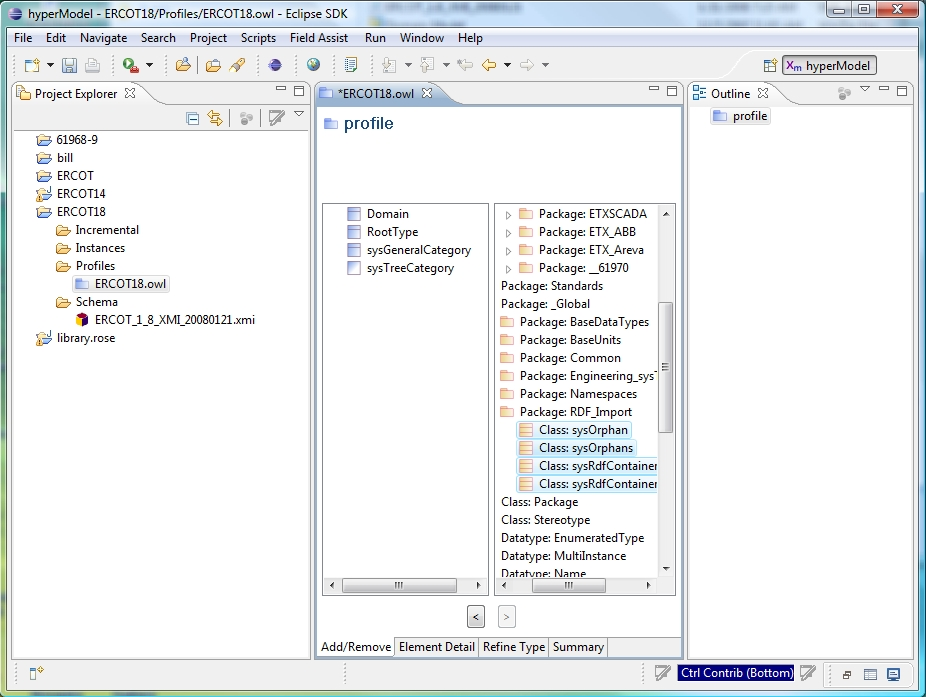 hyperModel - ERCOT18/Profiles/ERCOT18.owl - Eclipse SDK
File Edit Navigate Search Project Scripts Field Assist Run Window Help
hyperModel
Project Explorer
61968-9
bill
ERCOT
ERCOT14
ERCOT18
Incremental
Instances
Profiles
ERCOT18.owl
Schema
ERCOT_1_8_XMI_20080121.xmi
library.rose
*ERCOT18.owl
profile
Domain
RootType
sysGeneralCategory
sysTreeCategory
Package: ETXSCADA
Package: ETX_ABB
Package: ETX_Areva
Package: __61970
Package: Standards
Package: _Global
Package: BaseDataTypes
Package: BaseUnits
Package: Common
Package: Engineering_sysT
Package: Namespaces
Package: RDF_Import
Class: sysOrphan
Class: sysOrphans
Class: sysRdfContainer
Class: sysRdfContainer
Class: Package
Class: Stereotype
Datatype: EnumeratedType
Datatype: MultiInstance
Datatype: Name
< >
Add/Remove Element Detail Refine Type Summary
Outline
profile
Ctrl Contrib (Bottom)